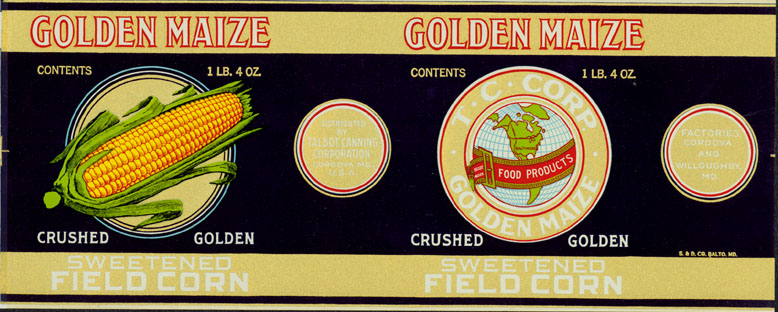 GOLDEN MAIZE
CONTENTS 1 LB. 4 OZ.
CRUSHED GOLDEN
SWEETENED
FIELD CORN
DISTRIBUTED
BY
TALBOT CANNING
CORPORATION
CORDOVA, MD.
U.S.A.
GOLDEN MAIZE
CONTENTS 1 LB. 4 OZ.
T. C. CORP.
FOOD PRODUCTS
GOLDEN MAIZE
CRUSHED GOLDEN
SWEETENED
FIELD CORN
FACTORIES
CORDOVA
AND
WILLOUGHBY,
MD.
S. & D. CO. BALTO. MD.